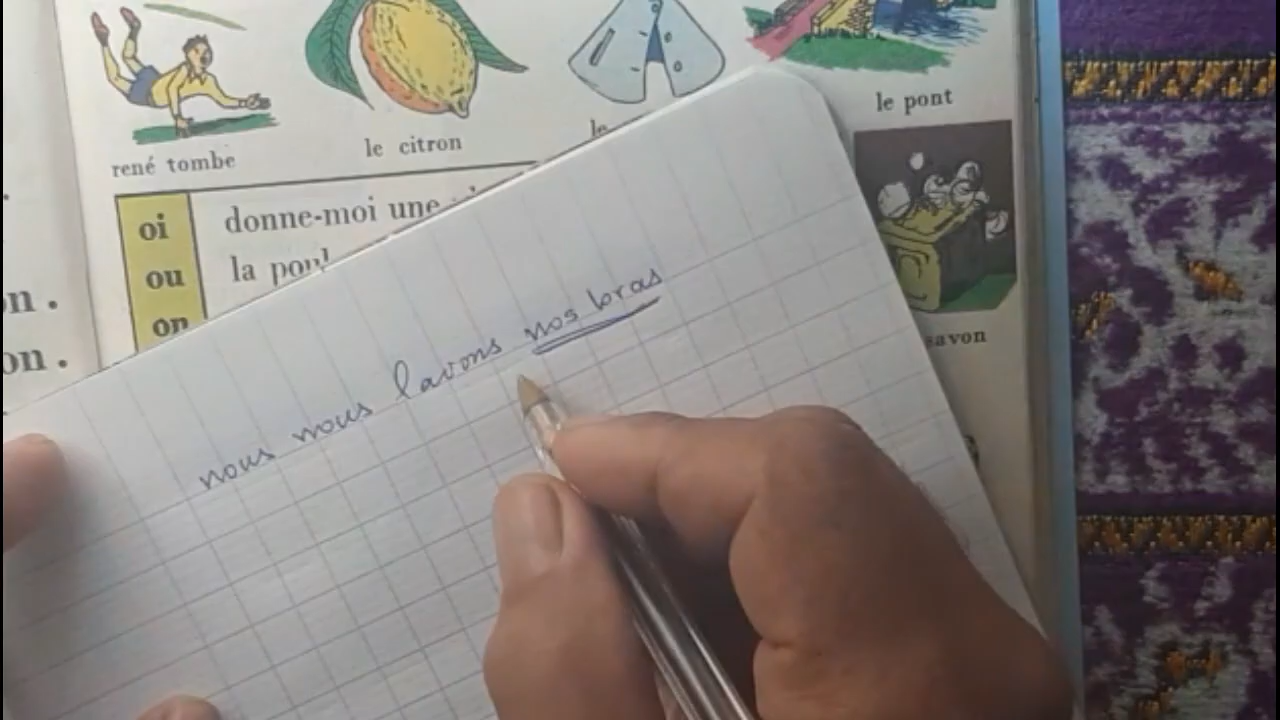 rené tombe
le citron
le
le pont
oi donne-moi une
ou la poul
on
on.
on.
savon
nous nous lavons nos bras